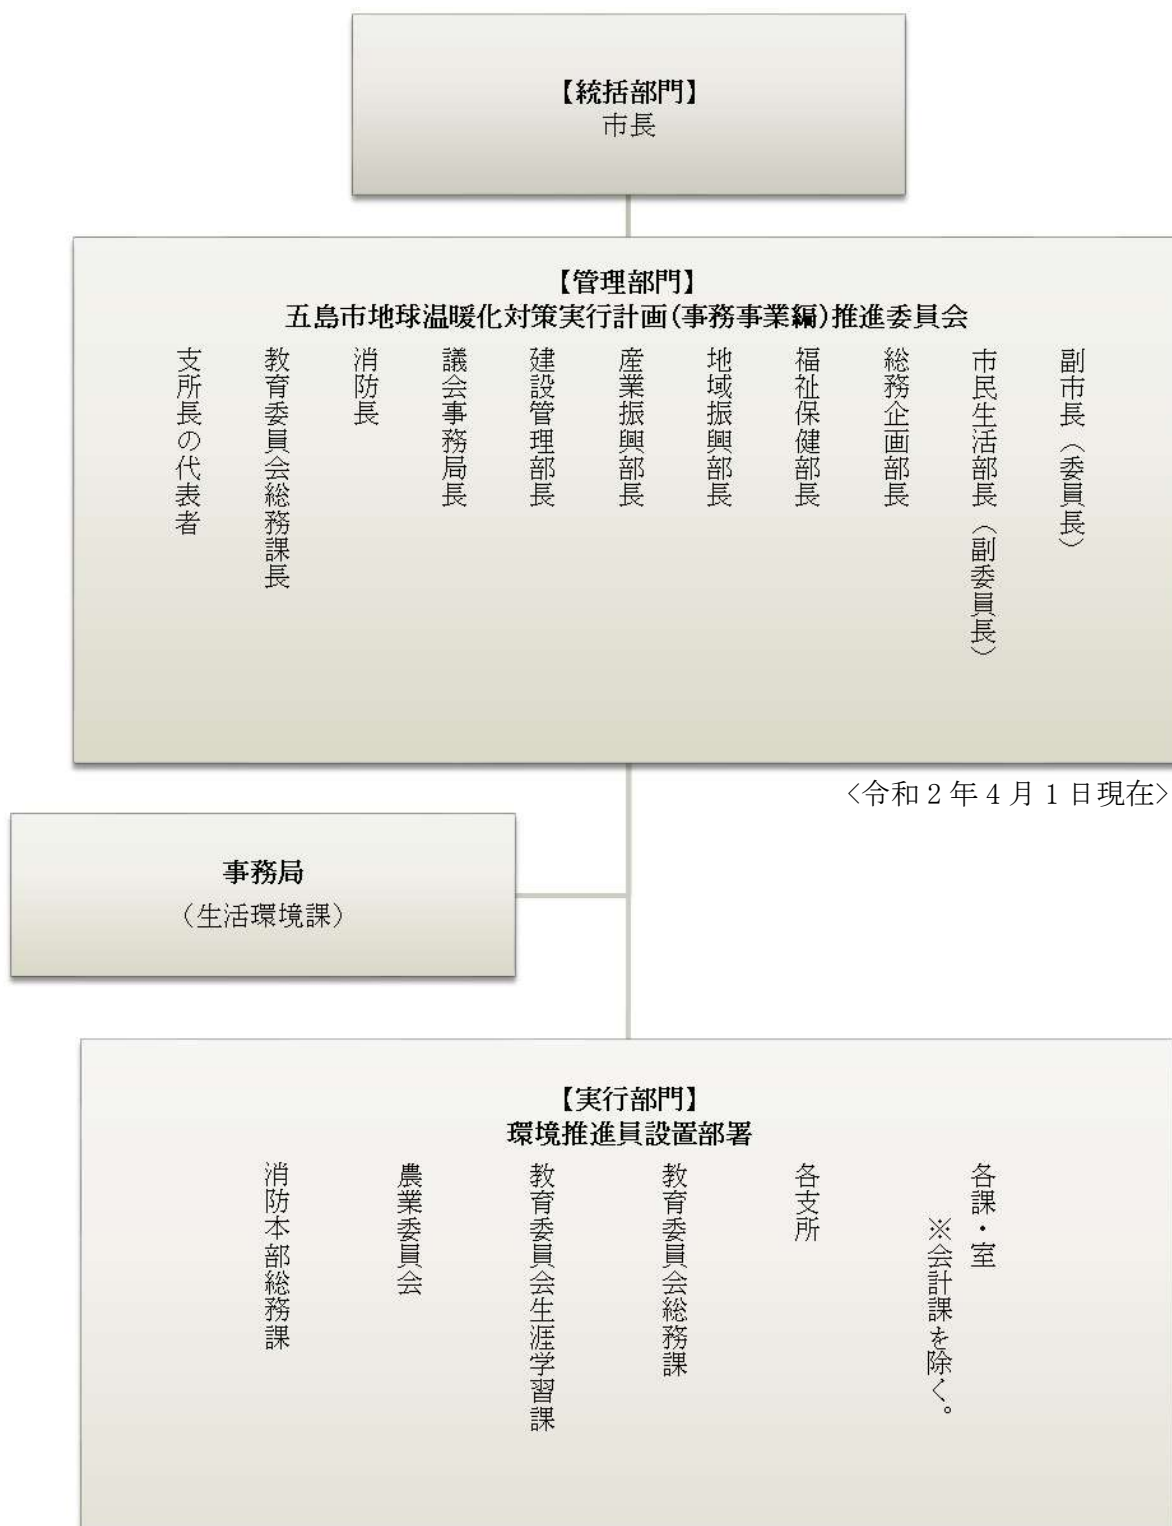 【統括部門】
市長
【管理部門】
五島市地球温暖化対策実行計画(事務事業編)推進委員会
副市長（委員長）
市民生活部長（副委員長）
総務企画部長
福祉保健部長
地域振興部長
産業振興部長
建設管理部長
議会事務局長
消防長
教育委員会総務課長
支所長の代表者
<令和2年4月1日現在>
事務局
（生活環境課）
【実行部門】
環境推進員設置部署
各課・室
※会計課を除く。
各支所
教育委員会総務課
教育委員会生涯学習課
農業委員会
消防本部総務課